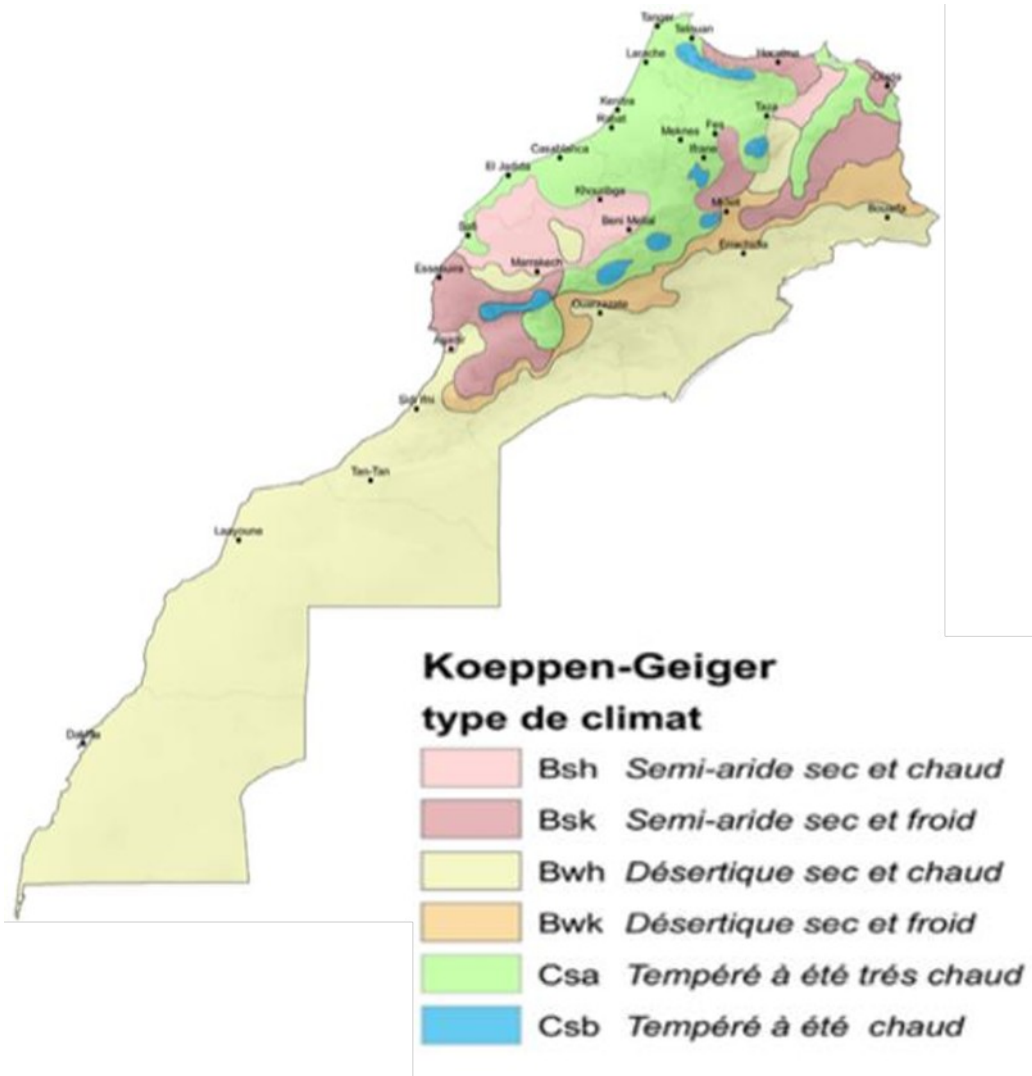 Tanger
Tetouan
Larache
Hoceima
Oujda
Kenitra
Rabat
Taza
Fes
Meknes
Ifrane
Casablanca
El Jadida
Khouribga
Midelt
Bouarfa
Beni Mellal
Safi
Errachidia
Marrakech
Essaouira
Ouarzazate
Agadir
Sidi Ifni
Tan-Tan
Laayoune
Dakhla
Koeppen-Geiger
type de climat
Bsh Semi-aride sec et chaud
Bsk Semi-aride sec et froid
Bwh Désertique sec et chaud
Bwk Désertique sec et froid
Csa Tempéré à été trés chaud
Csb Tempéré à été chaud